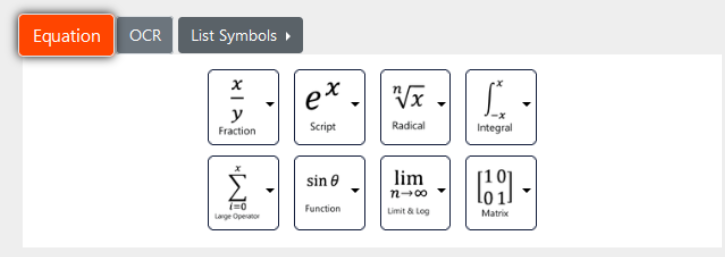 Equation OCR List Symbols
x/y e^x ⁿ√x ∫_{-x}^{x}
Fraction Script Radical Integral
∑_{i=0}^{x} sin θ lim_{n→∞} [1 0; 0 1]
Large Operator Function Limit & Log Matrix